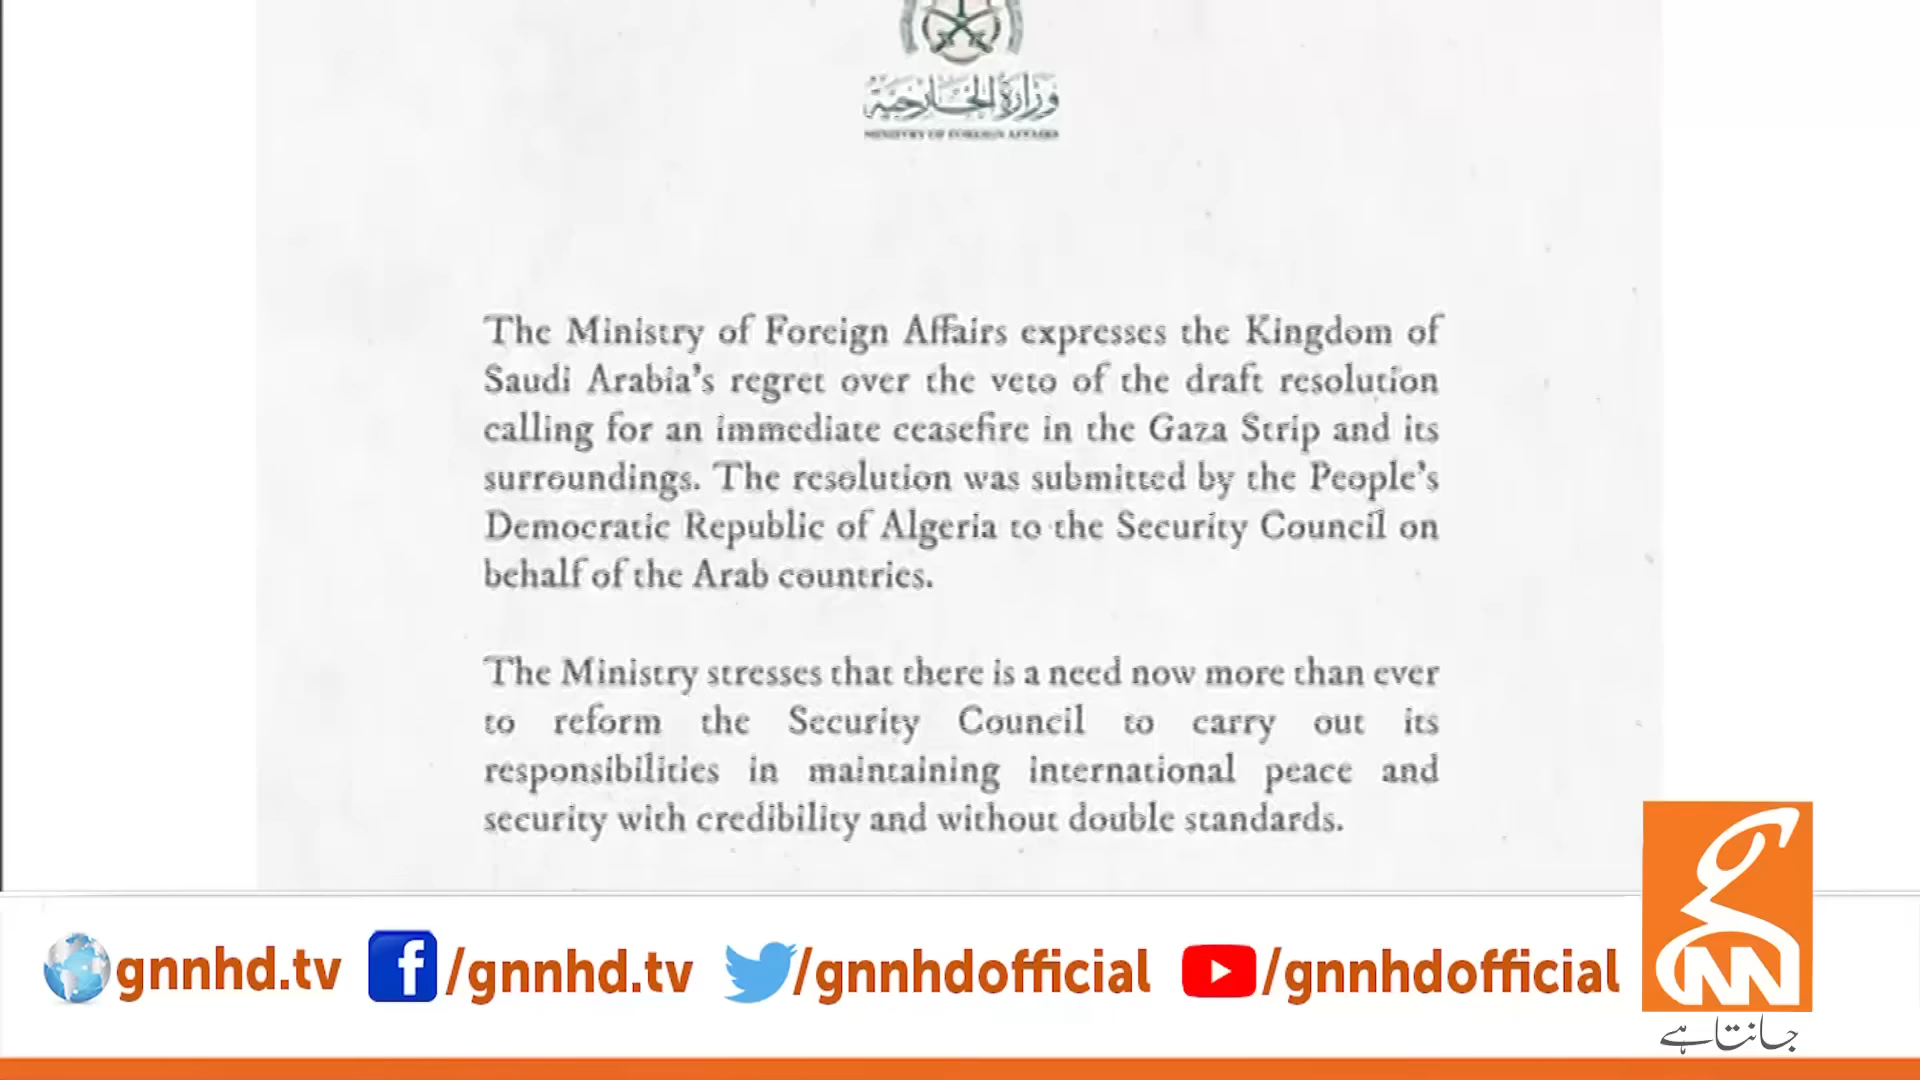 وزارة الخارجية
MINISTRY OF FOREIGN AFFAIRS
The Ministry of Foreign Affairs expresses the Kingdom of
Saudi Arabia's regret over the veto of the draft resolution
calling for an immediate ceasefire in the Gaza Strip and its
surroundings. The resolution was submitted by the People's
Democratic Republic of Algeria to the Security Council on
behalf of the Arab countries.
The Ministry stresses that there is a need now more than ever
to reform the Security Council to carry out its
responsibilities in maintaining international peace and
security with credibility and without double standards.
gnnhd.tv /gnnhd.tv /gnnhdofficial /gnnhdofficial
GNN
جانتا ہے